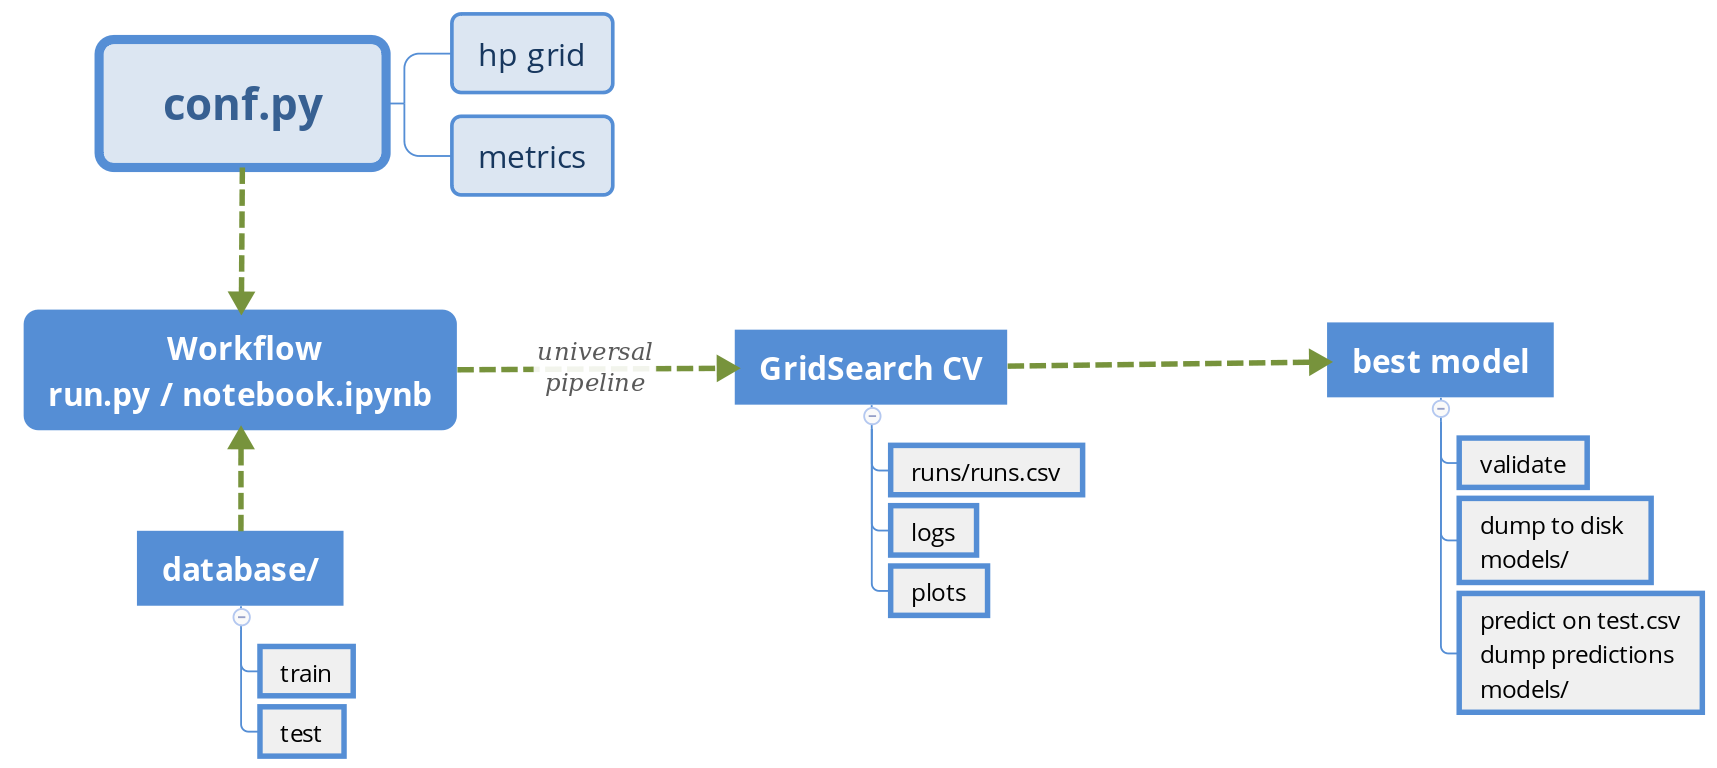 conf.py
hp grid
metrics
Workflow
run.py / notebook.ipynb
universal
pipeline
GridSearch CV
best model
runs/runs.csv
logs
plots
validate
dump to disk
models/
predict on test.csv
dump predictions
models/
database/
train
test